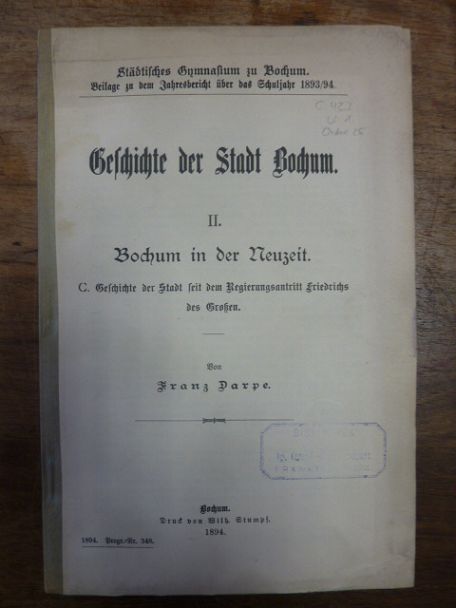 Städtisches Gymnasium zu Bochum.
Beilage zu dem Jahresbericht über das Schuljahr 1893/94.
Geschichte der Stadt Bochum.
II.
Bochum in der Neuzeit.
C. Geschichte der Stadt seit dem Regierungsantritt Friedrichs
des Großen.
Von
Franz Darpe.
Bochum.
Druck von Wilh. Stumpf.
1894.
1894. Progr.-Nr. 349.